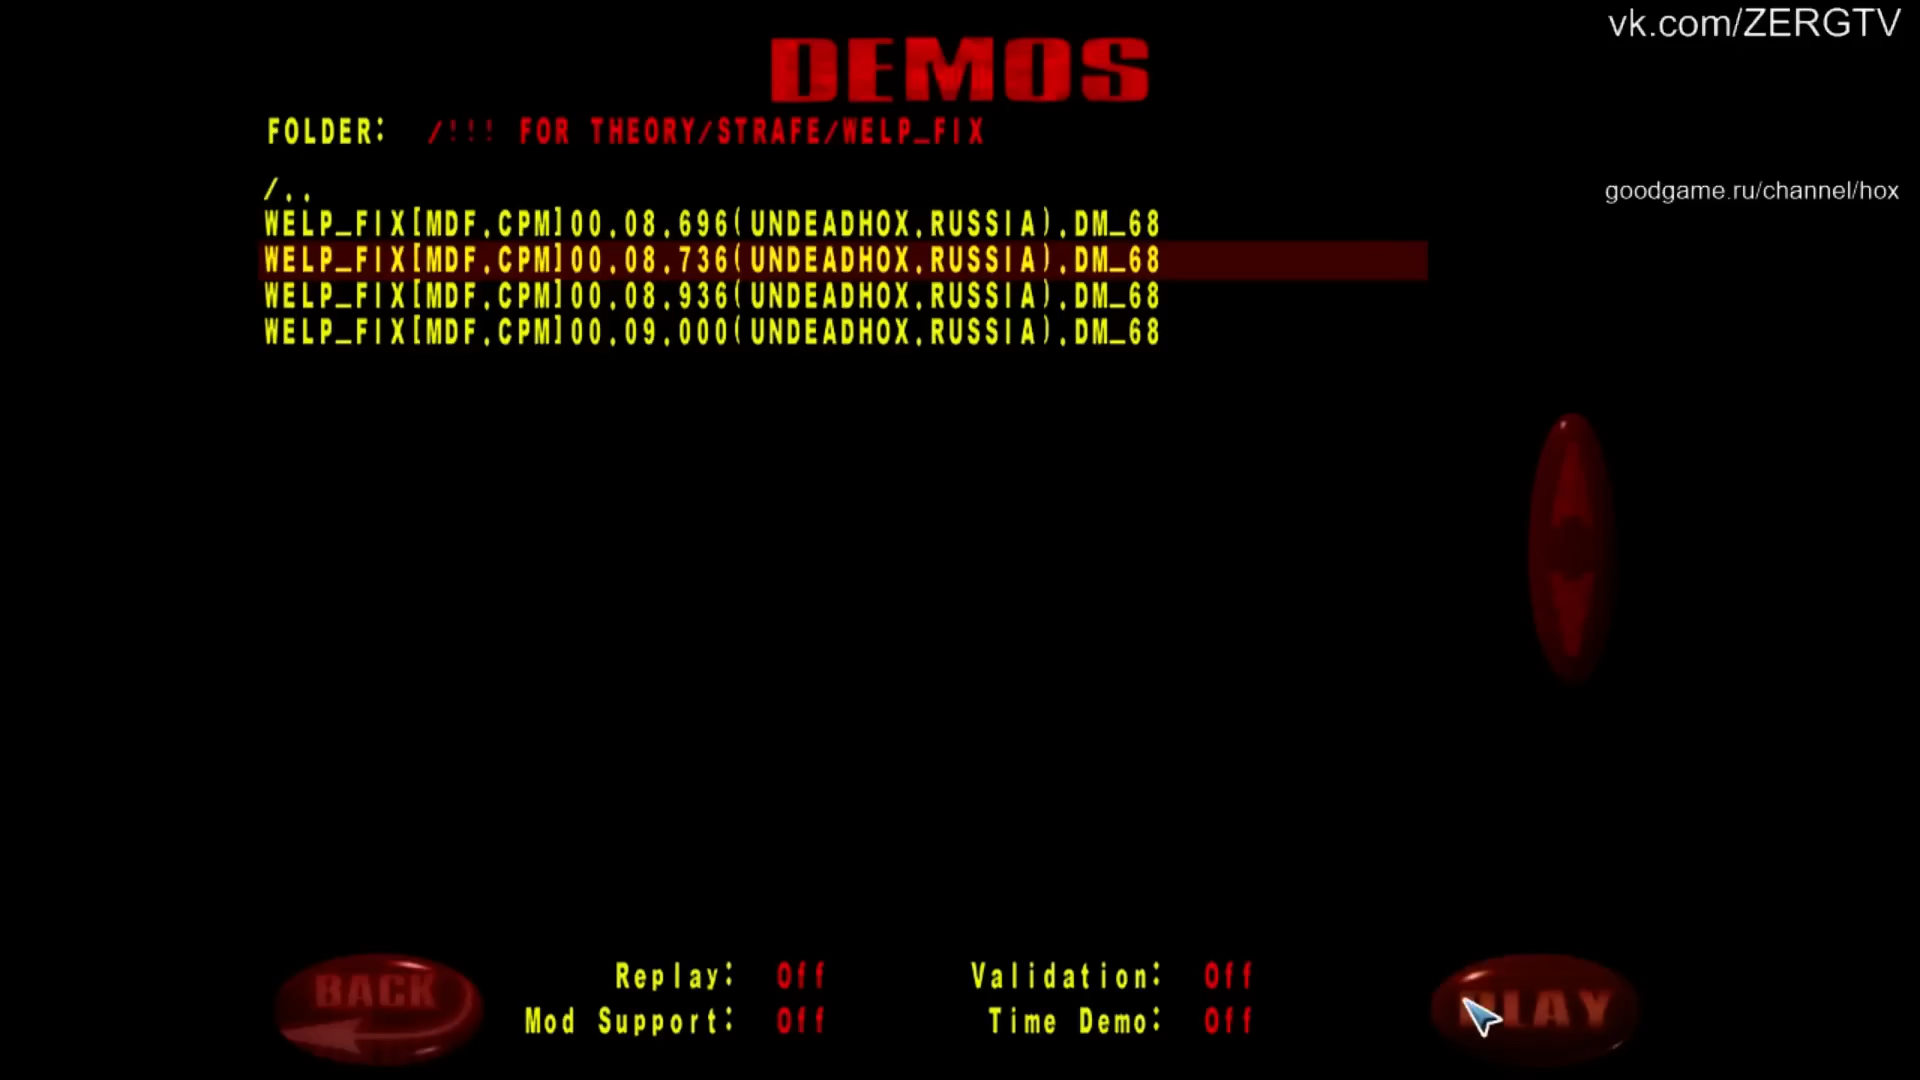 vk.com/ZERGTV
DEMOS
FOLDER: /!!! FOR THEORY/STRAFE/WELP_FIX
goodgame.ru/channel/hox
/..
WELP_FIX[MDF.CPM]00.08.696(UNDEADHOX.RUSSIA).DM_68
WELP_FIX[MDF.CPM]00.08.736(UNDEADHOX.RUSSIA).DM_68
WELP_FIX[MDF.CPM]00.08.936(UNDEADHOX.RUSSIA).DM_68
WELP_FIX[MDF.CPM]00.09.000(UNDEADHOX.RUSSIA).DM_68
BACK
Replay: Off
Validation: Off
Mod Support: Off
Time Demo: Off
PLAY